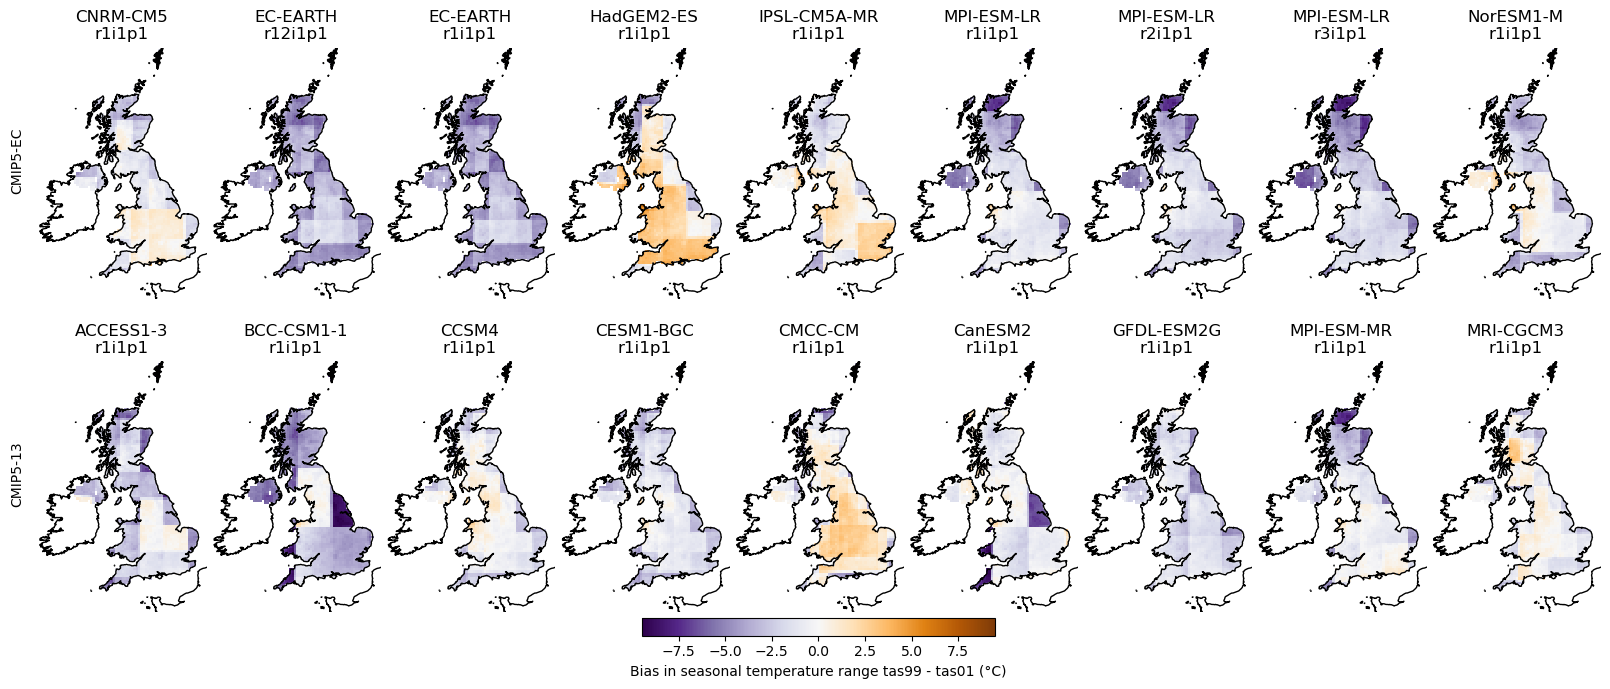 CNRM-CM5
r1i1p1
EC-EARTH
r12i1p1
EC-EARTH
r1i1p1
HadGEM2-ES
r1i1p1
IPSL-CM5A-MR
r1i1p1
MPI-ESM-LR
r1i1p1
MPI-ESM-LR
r2i1p1
MPI-ESM-LR
r3i1p1
NorESM1-M
r1i1p1
CMIP5-EC
ACCESS1-3
r1i1p1
BCC-CSM1-1
r1i1p1
CCSM4
r1i1p1
CESM1-BGC
r1i1p1
CMCC-CM
r1i1p1
CanESM2
r1i1p1
GFDL-ESM2G
r1i1p1
MPI-ESM-MR
r1i1p1
MRI-CGCM3
r1i1p1
CMIP5-13
−7.5 −5.0 −2.5 0.0 2.5 5.0 7.5
Bias in seasonal temperature range tas99 - tas01 (°C)